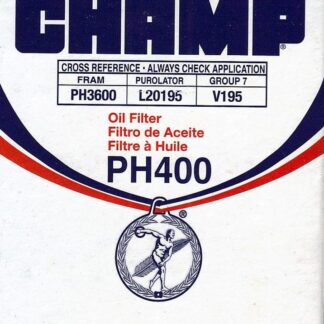 CHAMP®
CROSS REFERENCE · ALWAYS CHECK APPLICATION
FRAM PUROLATOR GROUP 7
PH3600 L20195 V195
Oil Filter
Filtro de Aceite
Filtre à Huile
PH400
®